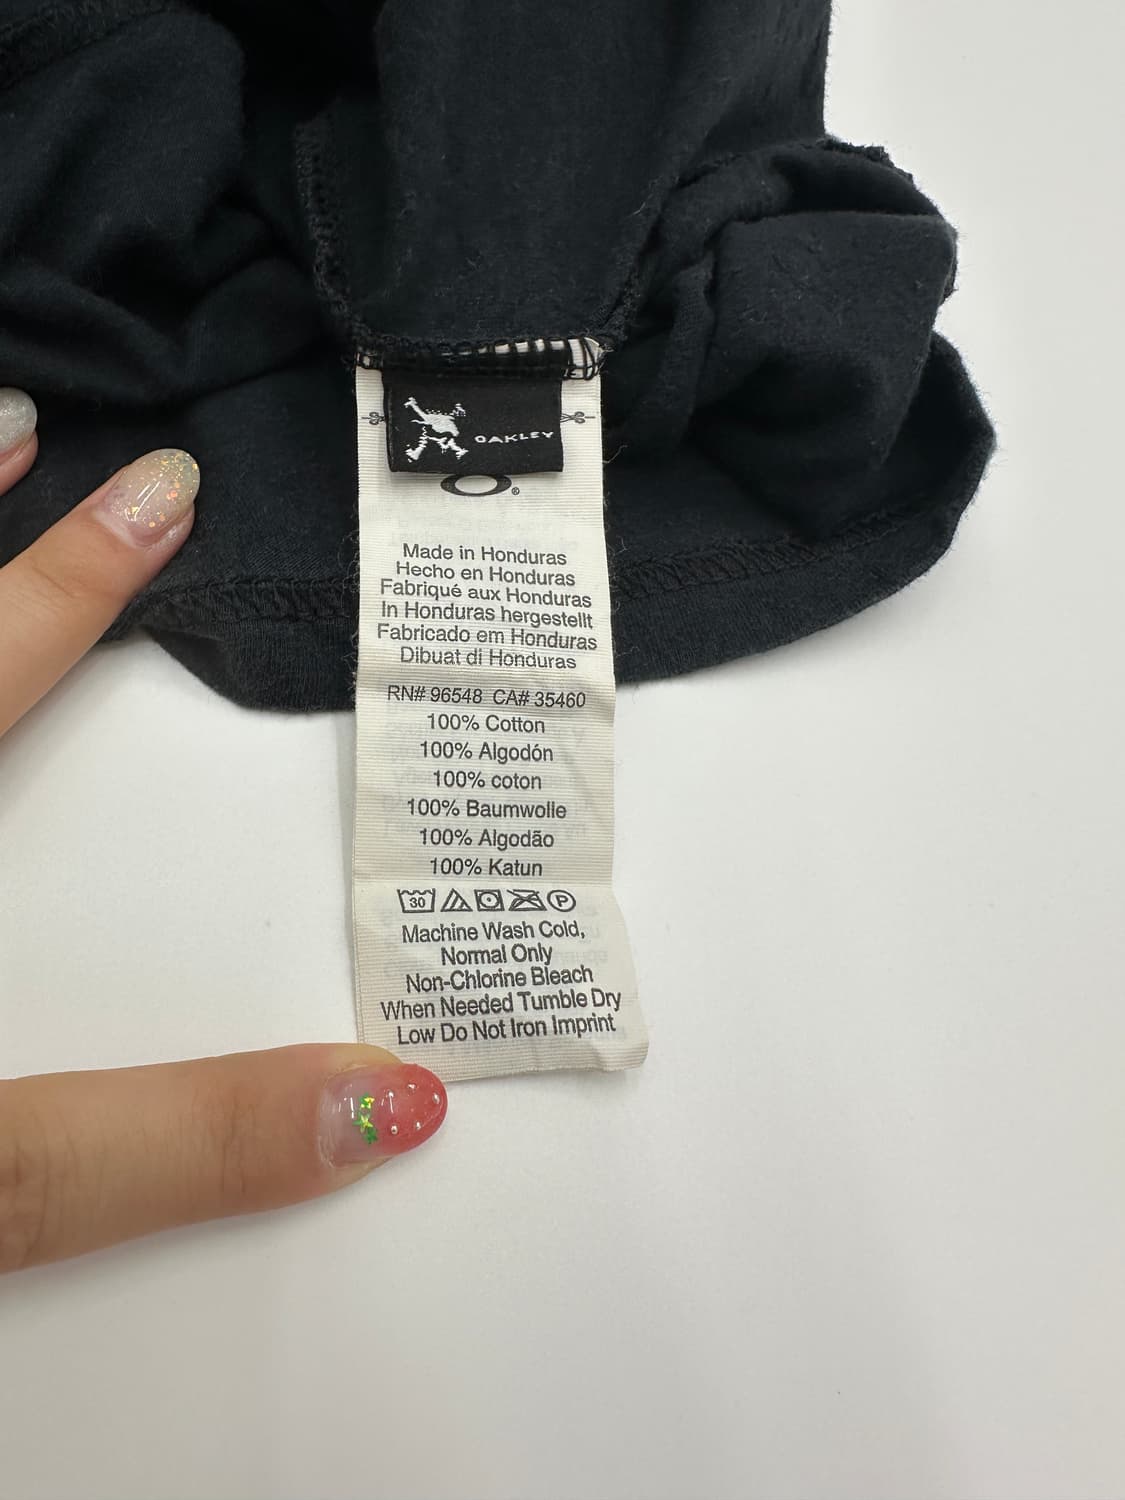 OAKLEY
®
Made in Honduras
Hecho en Honduras
Fabriqué aux Honduras
In Honduras hergestellt
Fabricado em Honduras
Dibuat di Honduras
RN# 96548 CA# 35460
100% Cotton
100% Algodón
100% coton
100% Baumwolle
100% Algodão
100% Katun
30 P
Machine Wash Cold,
Normal Only
Non-Chlorine Bleach
When Needed Tumble Dry
Low Do Not Iron Imprint